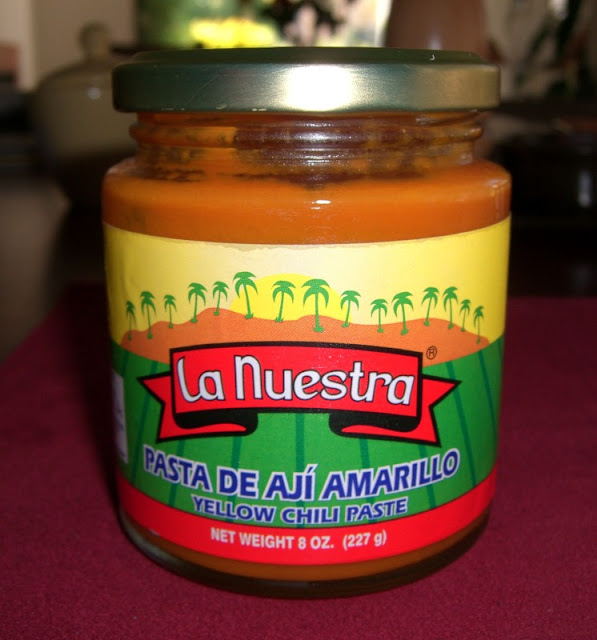 La Nuestra ®
PASTA DE AJÍ AMARILLO
YELLOW CHILI PASTE
NET WEIGHT 8 OZ. (227 g)